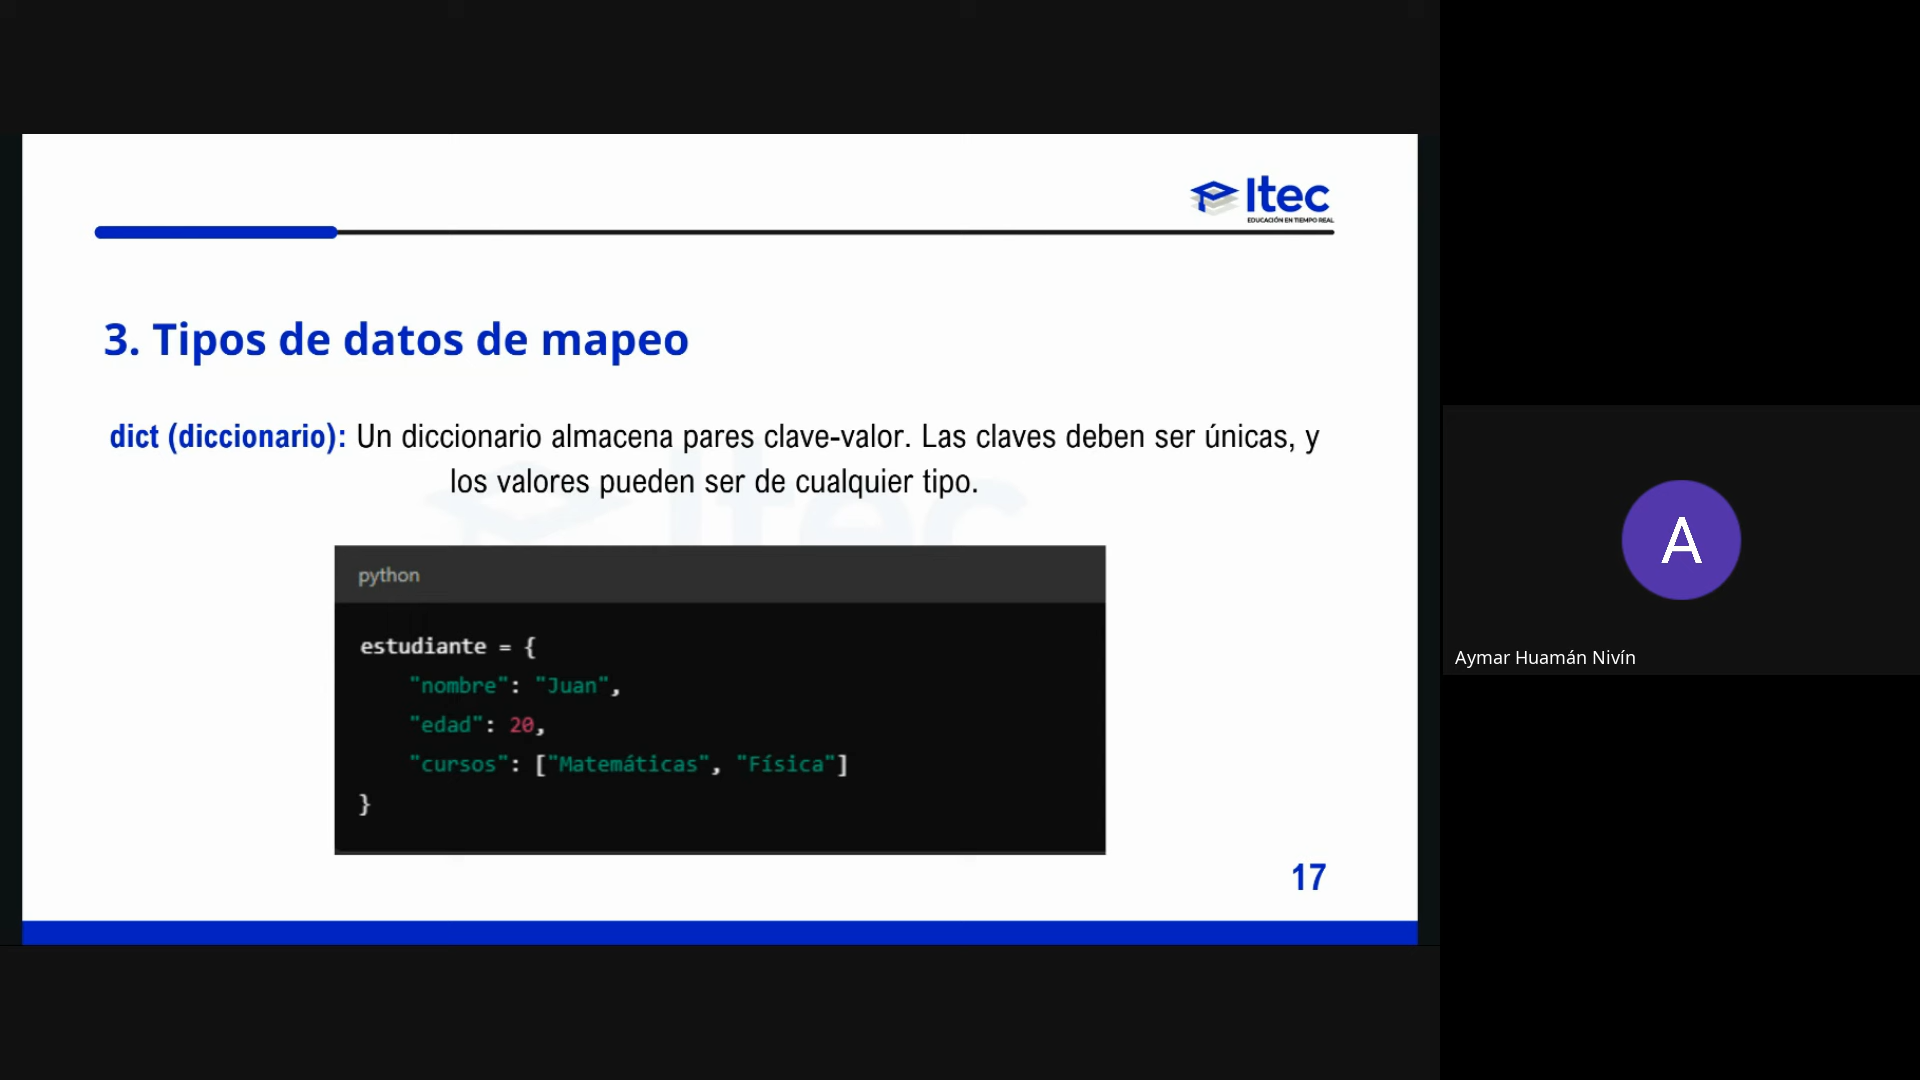 Itec
EDUCACIÓN EN TIEMPO REAL
3. Tipos de datos de mapeo
dict (diccionario): Un diccionario almacena pares clave-valor. Las claves deben ser únicas, y
los valores pueden ser de cualquier tipo.
Itec
python
estudiante = {
"nombre": "Juan",
"edad": 20,
"cursos": ["Matemáticas", "Física"]
}
17
A
Aymar Huamán Nivín